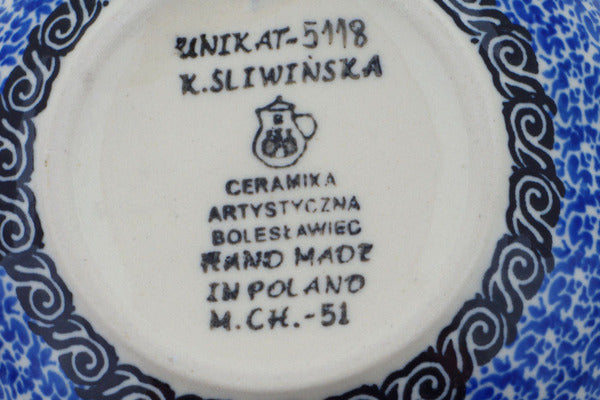 UNIKAT-5118
K.SLIWIŃSKA
CERAMIKA
ARTYSTYCZNA
BOLESŁAWIEC
HAND MADE
IN POLAND
M.CH.-51